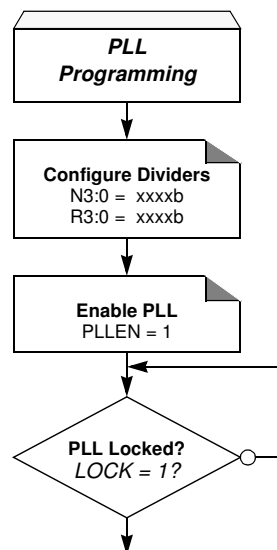 PLL
Programming
Configure Dividers
N3:0 = xxxxb
R3:0 = xxxxb
Enable PLL
PLLEN = 1
PLL Locked?
LOCK = 1?